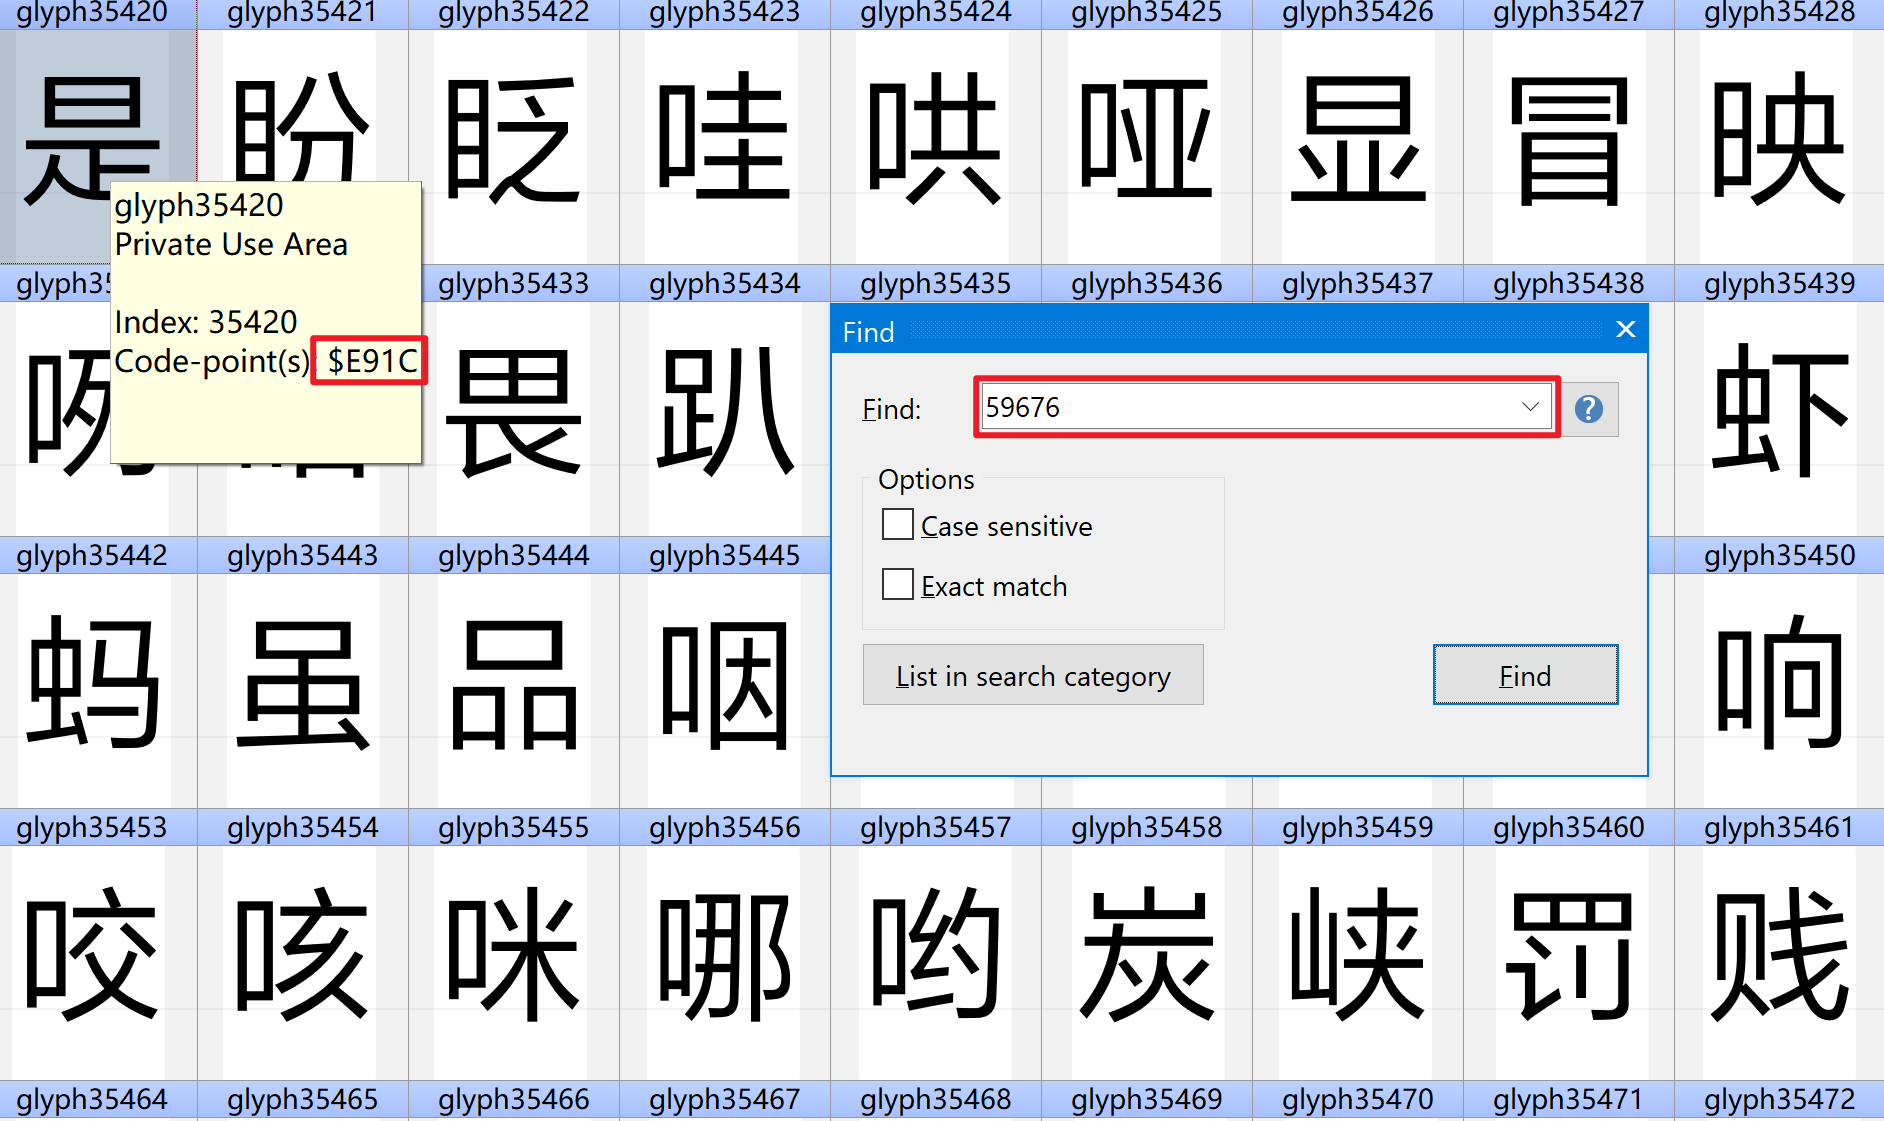 glyph35420 glyph35421 glyph35422 glyph35423 glyph35424 glyph35425 glyph35426 glyph35427 glyph35428
是 盼 眨 哇 哄 哑 显 冒 映
glyph35420
Private Use Area
Index: 35420
Code-point(s): $E91C
glyph35433 glyph35434 glyph35435 glyph35436 glyph35437 glyph35438 glyph35439
畏 趴 虾
Find
Find: 59676
Options
Case sensitive
Exact match
List in search category
Find
glyph35442 glyph35443 glyph35444 glyph35445 glyph35450
蚂 虽 品 咽 响
glyph35453 glyph35454 glyph35455 glyph35456 glyph35457 glyph35458 glyph35459 glyph35460 glyph35461
咬 咳 咪 哪 哟 炭 峡 罚 贱
glyph35464 glyph35465 glyph35466 glyph35467 glyph35468 glyph35469 glyph35470 glyph35471 glyph35472